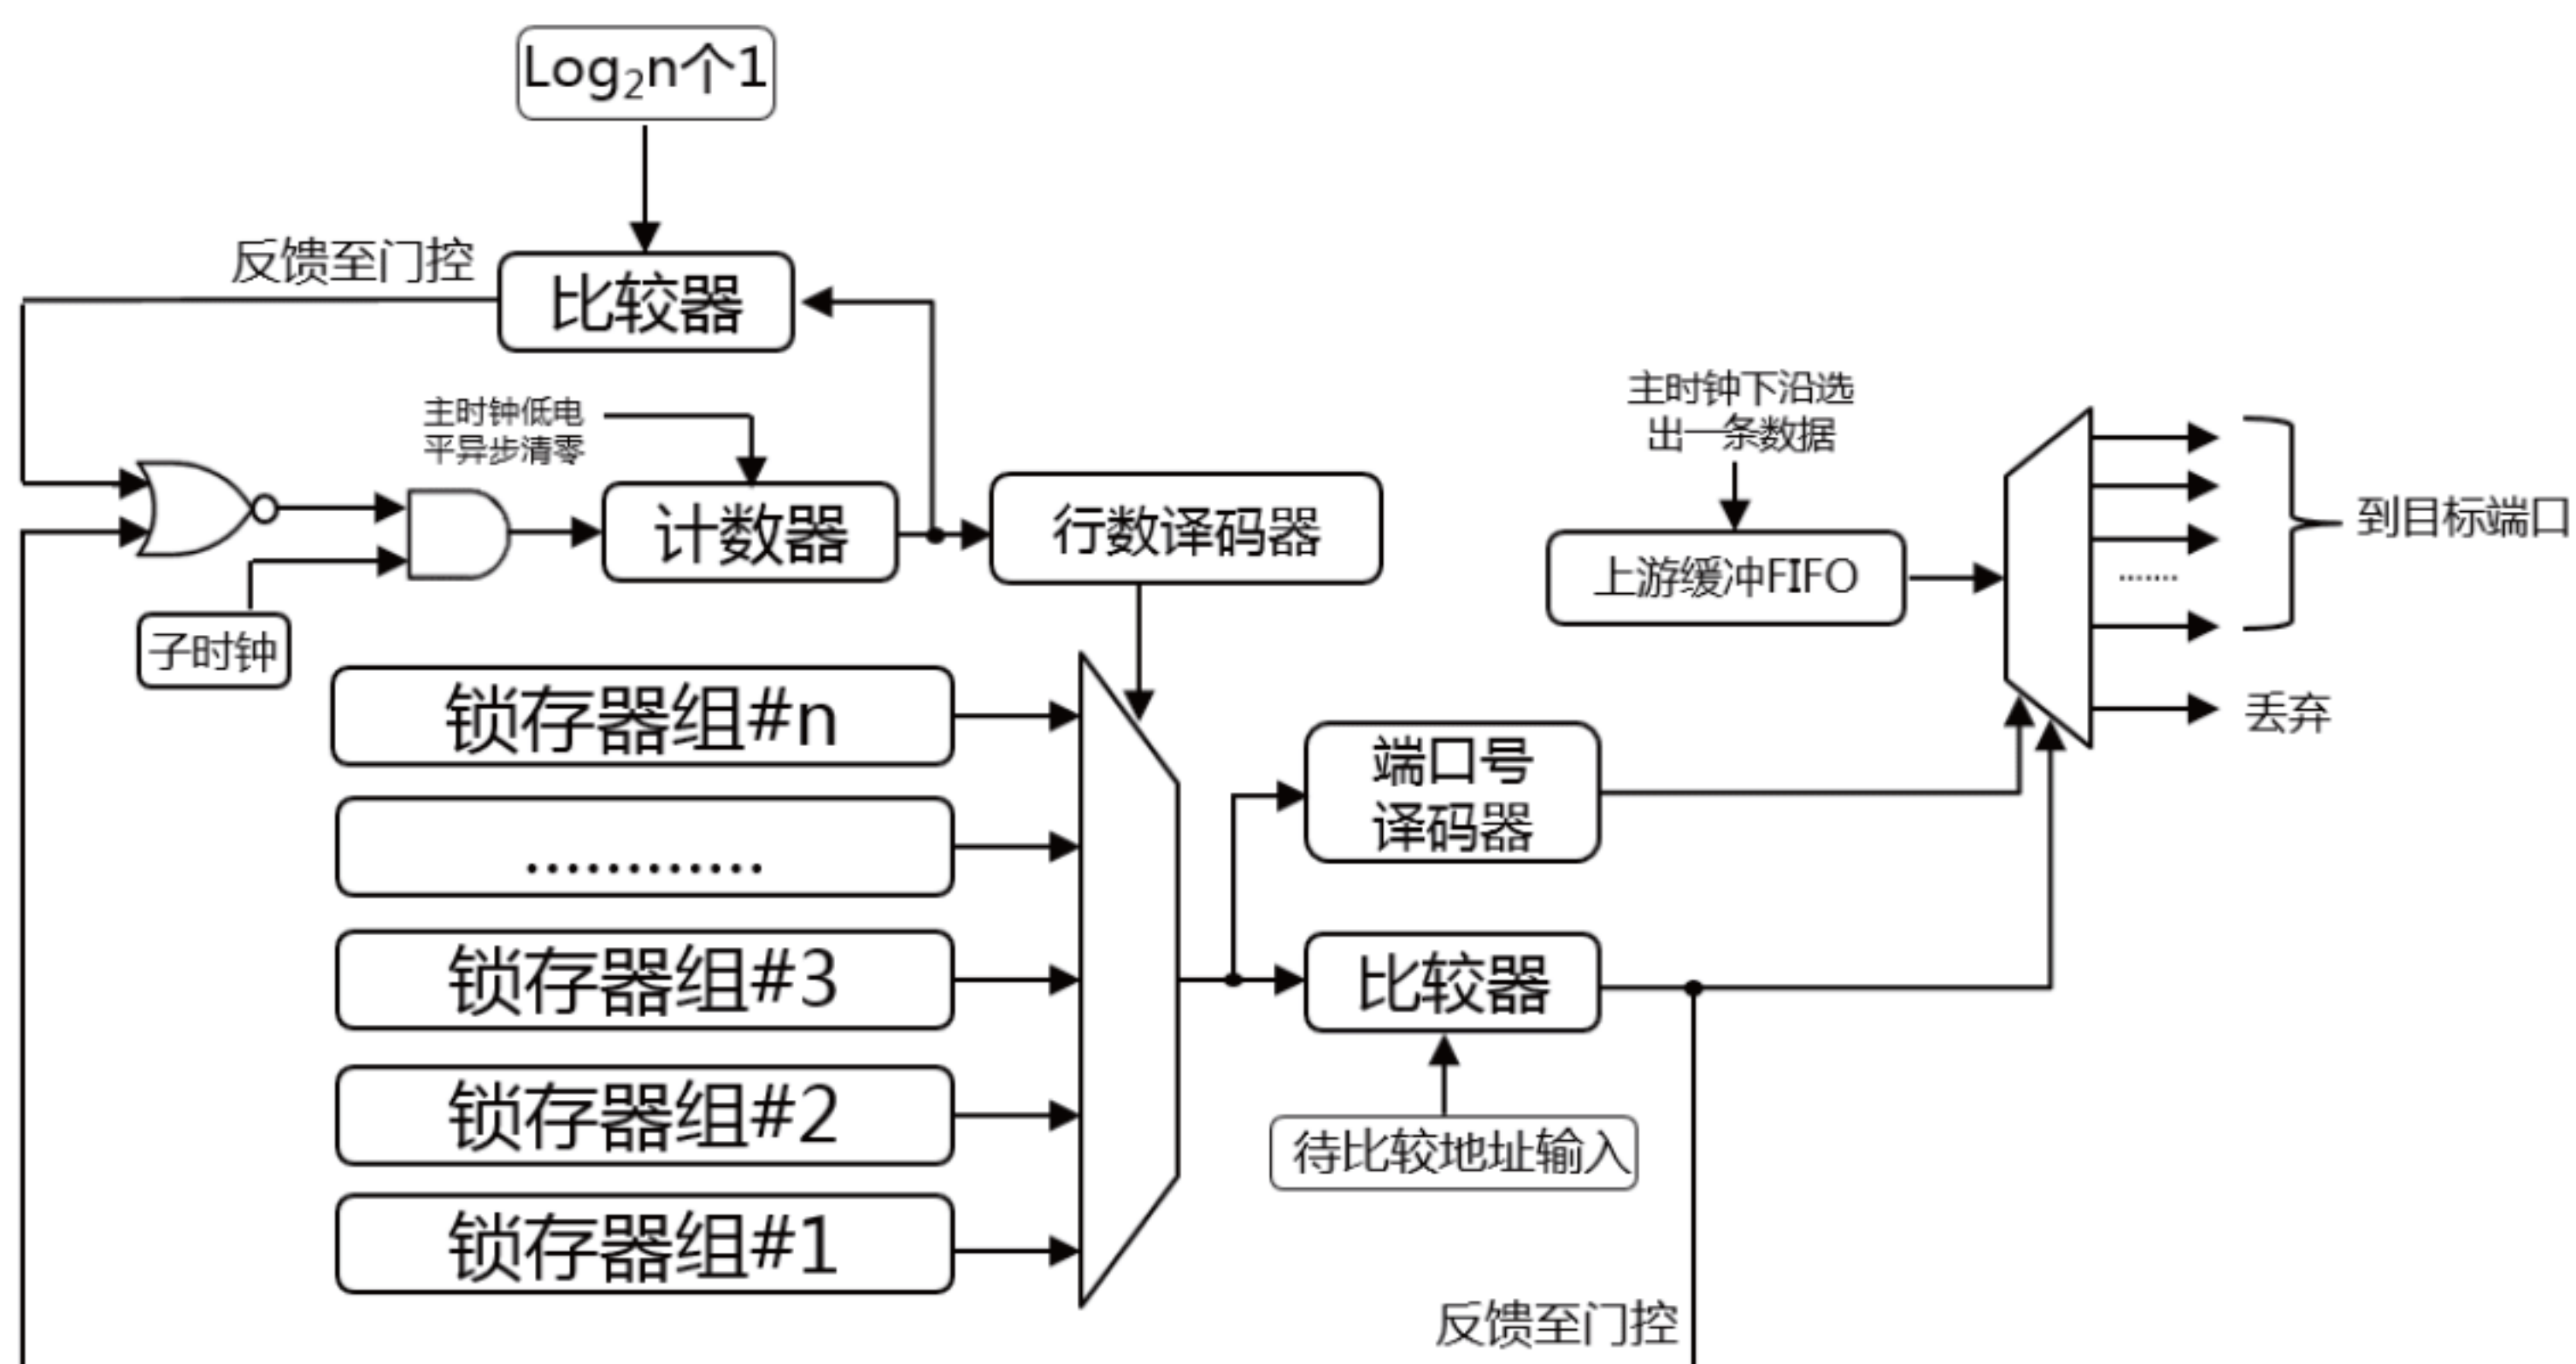 Log₂n个1
反馈至门控
比较器
主时钟低电
平异步清零
主时钟下沿选
出一条数据
计数器
行数译码器
上游缓冲FIFO
到目标端口
……
子时钟
锁存器组#n
端口号
译码器
丢弃
…………
锁存器组#3
比较器
锁存器组#2
待比较地址输入
锁存器组#1
反馈至门控